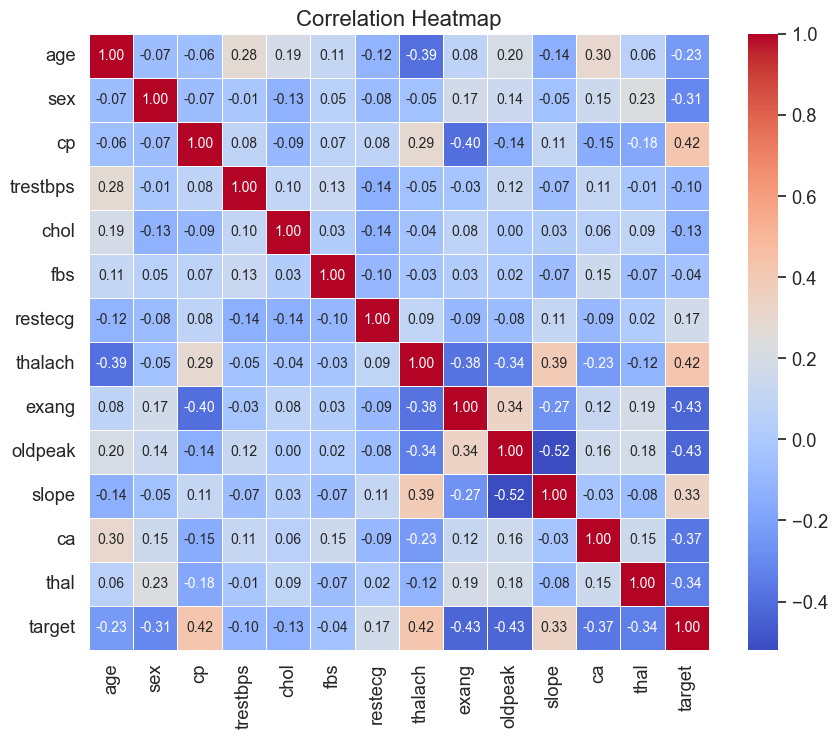 Correlation Heatmap
age 1.00 -0.07 -0.06 0.28 0.19 0.11 -0.12 -0.39 0.08 0.20 -0.14 0.30 0.06 -0.23
sex -0.07 1.00 -0.07 -0.01 -0.13 0.05 -0.08 -0.05 0.17 0.14 -0.05 0.15 0.23 -0.31
cp -0.06 -0.07 1.00 0.08 -0.09 0.07 0.08 0.29 -0.40 -0.14 0.11 -0.15 -0.18 0.42
trestbps 0.28 -0.01 0.08 1.00 0.10 0.13 -0.14 -0.05 -0.03 0.12 -0.07 0.11 -0.01 -0.10
chol 0.19 -0.13 -0.09 0.10 1.00 0.03 -0.14 -0.04 0.08 0.00 0.03 0.06 0.09 -0.13
fbs 0.11 0.05 0.07 0.13 0.03 1.00 -0.10 -0.03 0.03 0.02 -0.07 0.15 -0.07 -0.04
restecg -0.12 -0.08 0.08 -0.14 -0.14 -0.10 1.00 0.09 -0.09 -0.08 0.11 -0.09 0.02 0.17
thalach -0.39 -0.05 0.29 -0.05 -0.04 -0.03 0.09 1.00 -0.38 -0.34 0.39 -0.23 -0.12 0.42
exang 0.08 0.17 -0.40 -0.03 0.08 0.03 -0.09 -0.38 1.00 0.34 -0.27 0.12 0.19 -0.43
oldpeak 0.20 0.14 -0.14 0.12 0.00 0.02 -0.08 -0.34 0.34 1.00 -0.52 0.16 0.18 -0.43
slope -0.14 -0.05 0.11 -0.07 0.03 -0.07 0.11 0.39 -0.27 -0.52 1.00 -0.03 -0.08 0.33
ca 0.30 0.15 -0.15 0.11 0.06 0.15 -0.09 -0.23 0.12 0.16 -0.03 1.00 0.15 -0.37
thal 0.06 0.23 -0.18 -0.01 0.09 -0.07 0.02 -0.12 0.19 0.18 -0.08 0.15 1.00 -0.34
target -0.23 -0.31 0.42 -0.10 -0.13 -0.04 0.17 0.42 -0.43 -0.43 0.33 -0.37 -0.34 1.00
age sex cp trestbps chol fbs restecg thalach exang oldpeak slope ca thal target
1.0
0.8
0.6
0.4
0.2
0.0
−0.2
−0.4